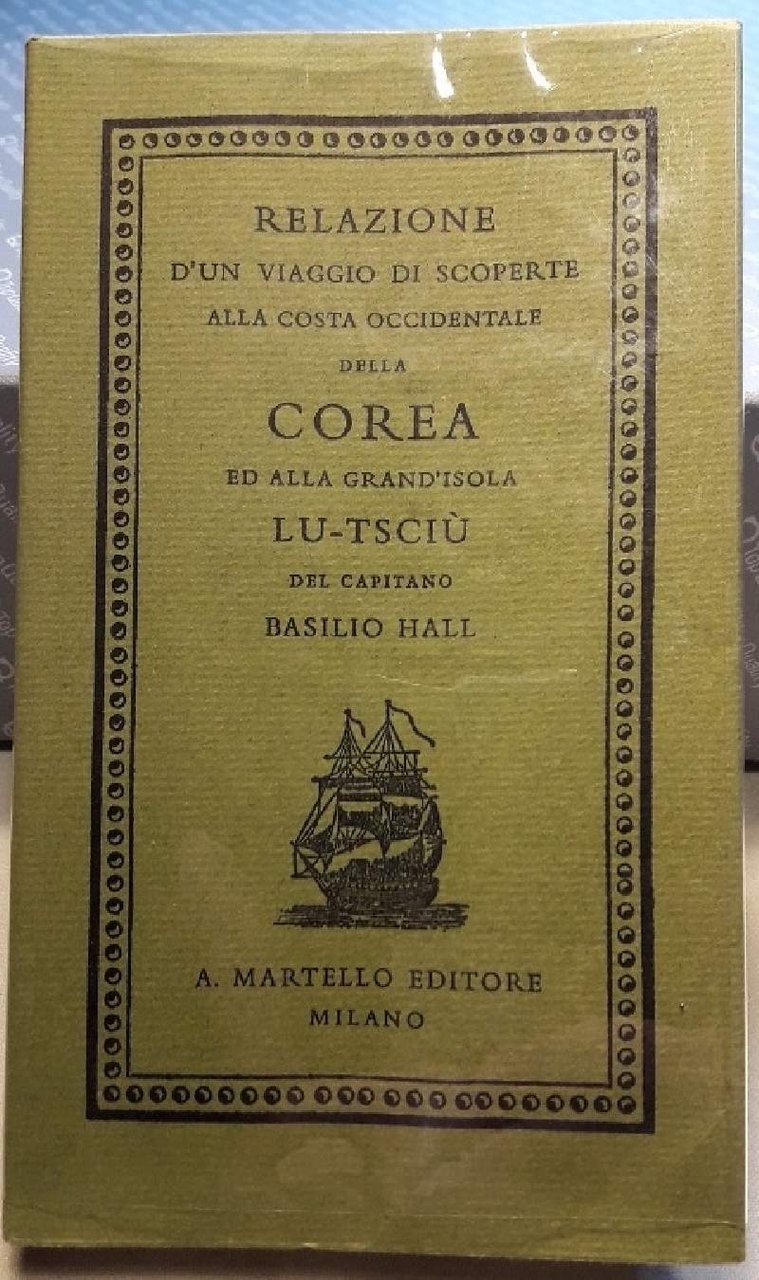 RELAZIONE
D'UN VIAGGIO DI SCOPERTE
ALLA COSTA OCCIDENTALE
DELLA
COREA
ED ALLA GRAND'ISOLA
LU-TSCIÙ
DEL CAPITANO
BASILIO HALL
A. MARTELLO EDITORE
MILANO